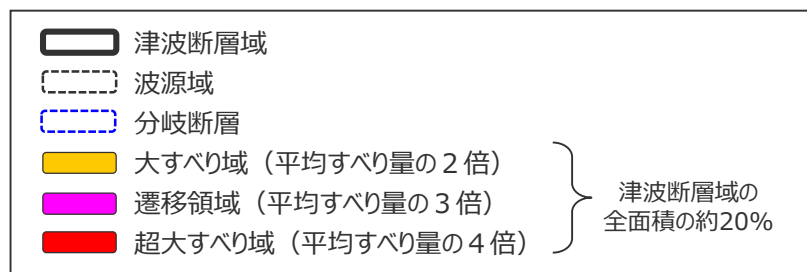 津波断層域
波源域
分岐断層
大すべり域（平均すべり量の２倍）
遷移領域（平均すべり量の３倍）
超大すべり域（平均すべり量の４倍）
津波断層域の
全面積の約20%